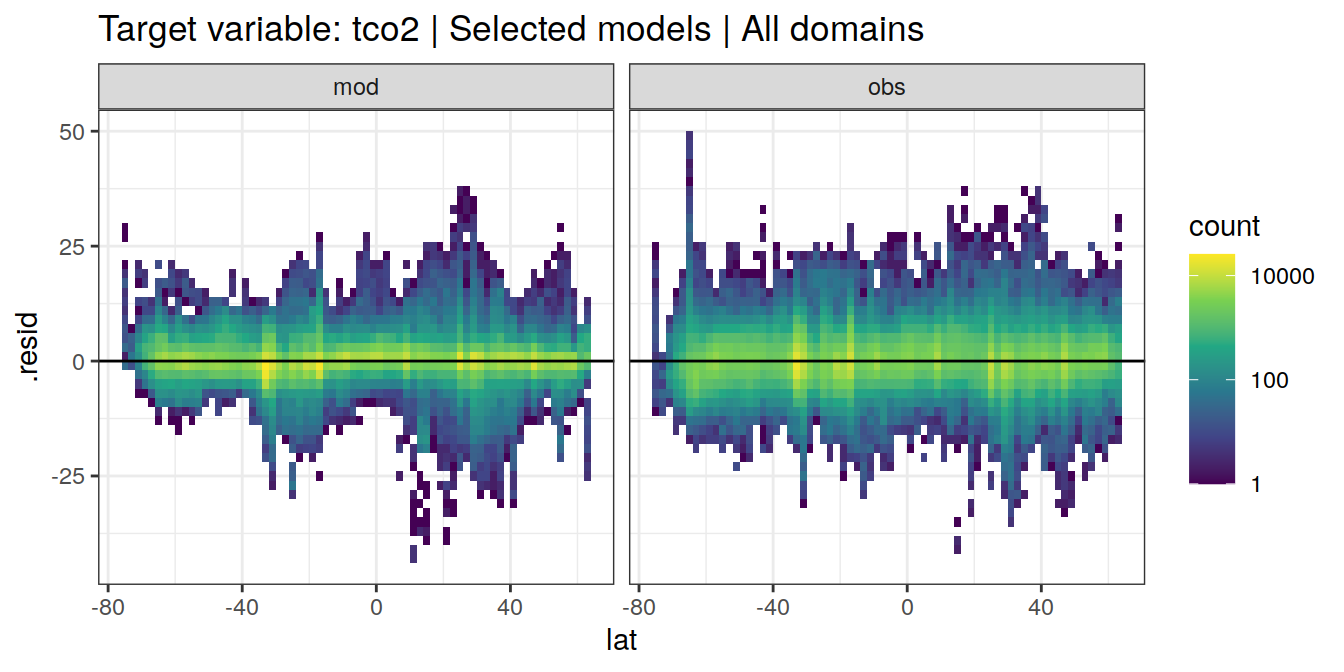 Target variable: tco2 | Selected models | All domains
mod
obs
50
25
0
-25
.resid
-80
-40
0
40
-80
-40
0
40
lat
count
10000
100
1